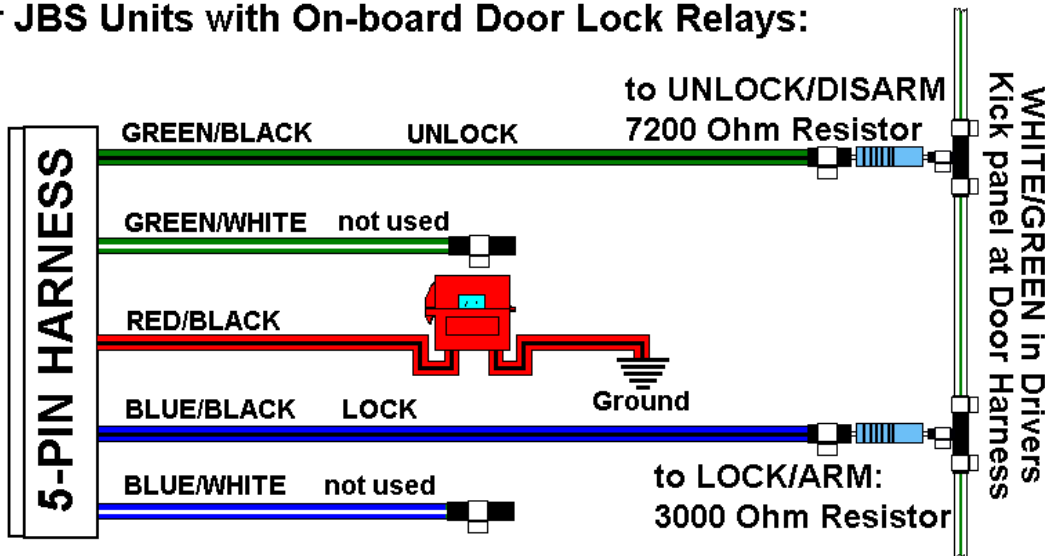 JBS Units with On-board Door Lock Relays:
to UNLOCK/DISARM
7200 Ohm Resistor
GREEN/BLACK UNLOCK
GREEN/WHITE not used
RED/BLACK
Ground
BLUE/BLACK LOCK
to LOCK/ARM:
3000 Ohm Resistor
BLUE/WHITE not used
5-PIN HARNESS
WHITE/GREEN in Drivers
Kick panel at Door Harness